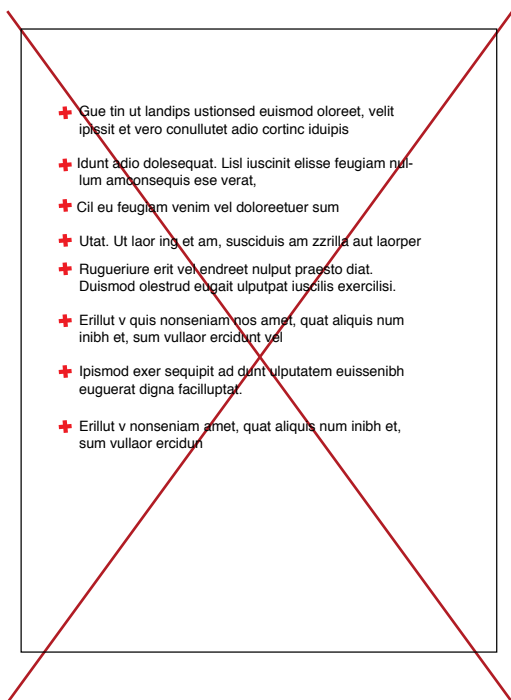 Gue tin ut landips ustionsed euismod oloreet, velit
ipissit et vero conullutet adio cortinc iduipis
Idunt adio dolesequat. Lisl iuscinit elisse feugiam nul-
lum amconsequis ese verat,
Cil eu feugiam venim vel doloreetuer sum
Utat. Ut laor ing et am, susciduis am zzrilla aut laorper
Rugueriure erit vel endreet nulput praesto diat.
Duismod olestrud eugait ulputpat iuscilis exercilisi.
Erillut v quis nonseniam nos amet, quat aliquis num
inibh et, sum vullaor ercidunt vel
Ipismod exer sequipit ad dunt ulputatem euissenibh
euguerat digna facilluptat.
Erillut v nonseniam amet, quat aliquis num inibh et,
sum vullaor ercidun